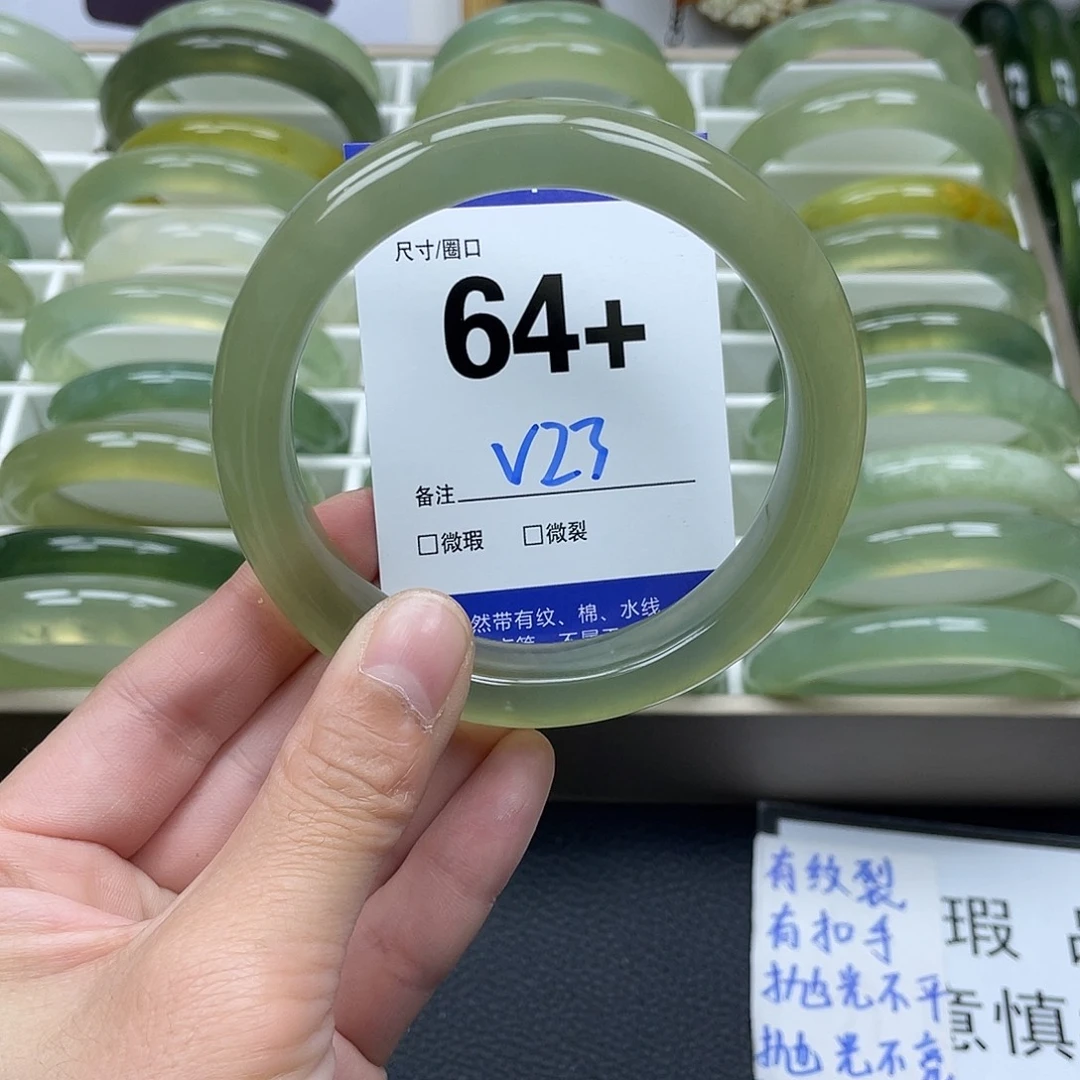 尺寸/圈口
64+
V23
备注
□微瑕 □微裂
然带有纹、棉、水线
有纹裂
有扣手
抛光不平
抛光不亮
瑕
意慎